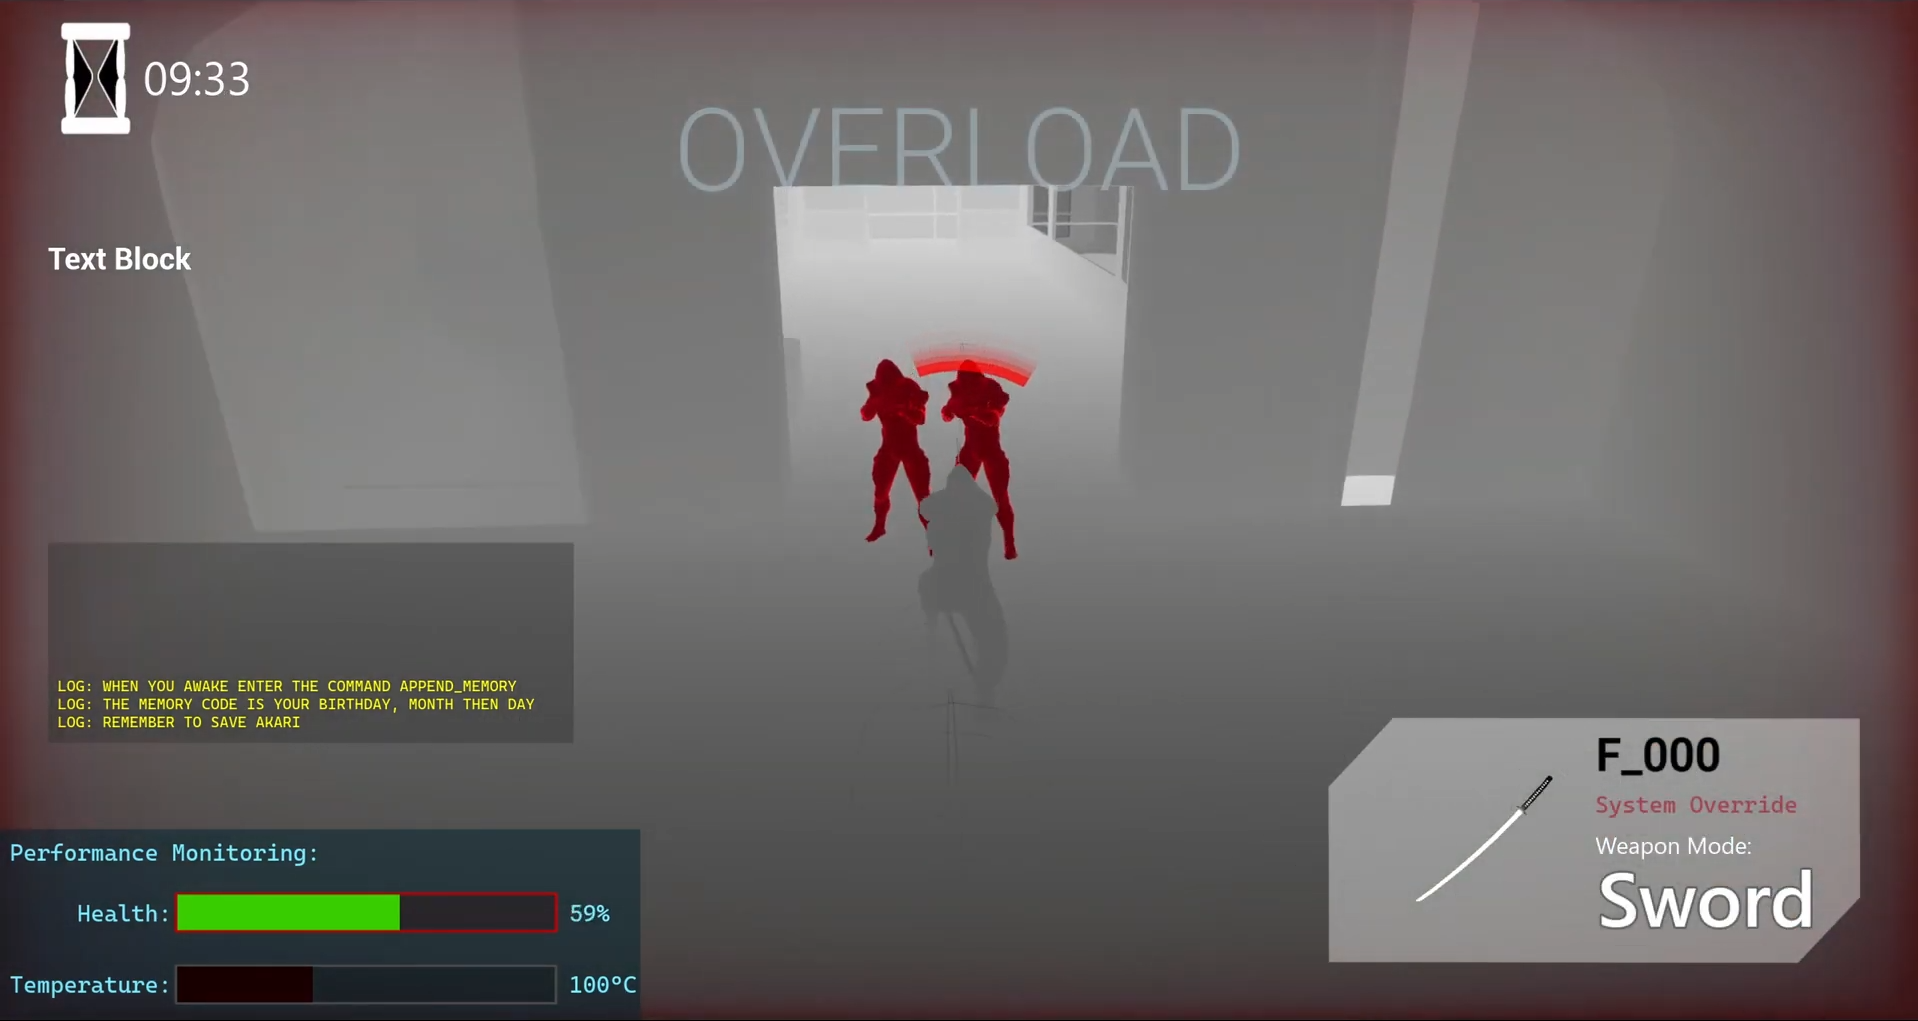 09:33
OVERLOAD
Text Block
LOG: WHEN YOU AWAKE ENTER THE COMMAND APPEND_MEMORY
LOG: THE MEMORY CODE IS YOUR BIRTHDAY, MONTH THEN DAY
LOG: REMEMBER TO SAVE AKARI
F_000
System Override
Weapon Mode:
Sword
Performance Monitoring:
Health: 59%
Temperature: 100°C